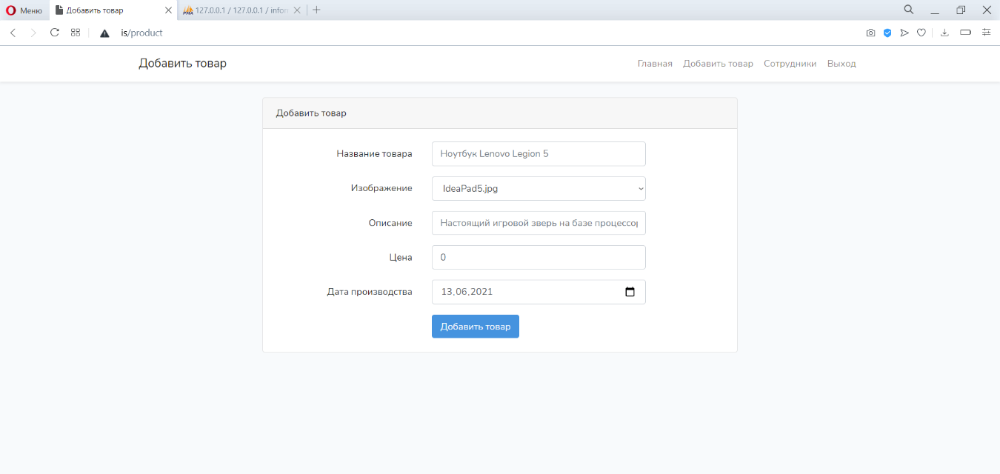 Меню
Добавить товар
127.0.0.1 / 127.0.0.1 / infor
is/product
Добавить товар
Главная Добавить товар Сотрудники Выход
Добавить товар
Название товара Ноутбук Lenovo Legion 5
Изображение IdeaPad5.jpg
Описание Настоящий игровой зверь на базе процессор
Цена 0
Дата производства 13.06.2021
Добавить товар